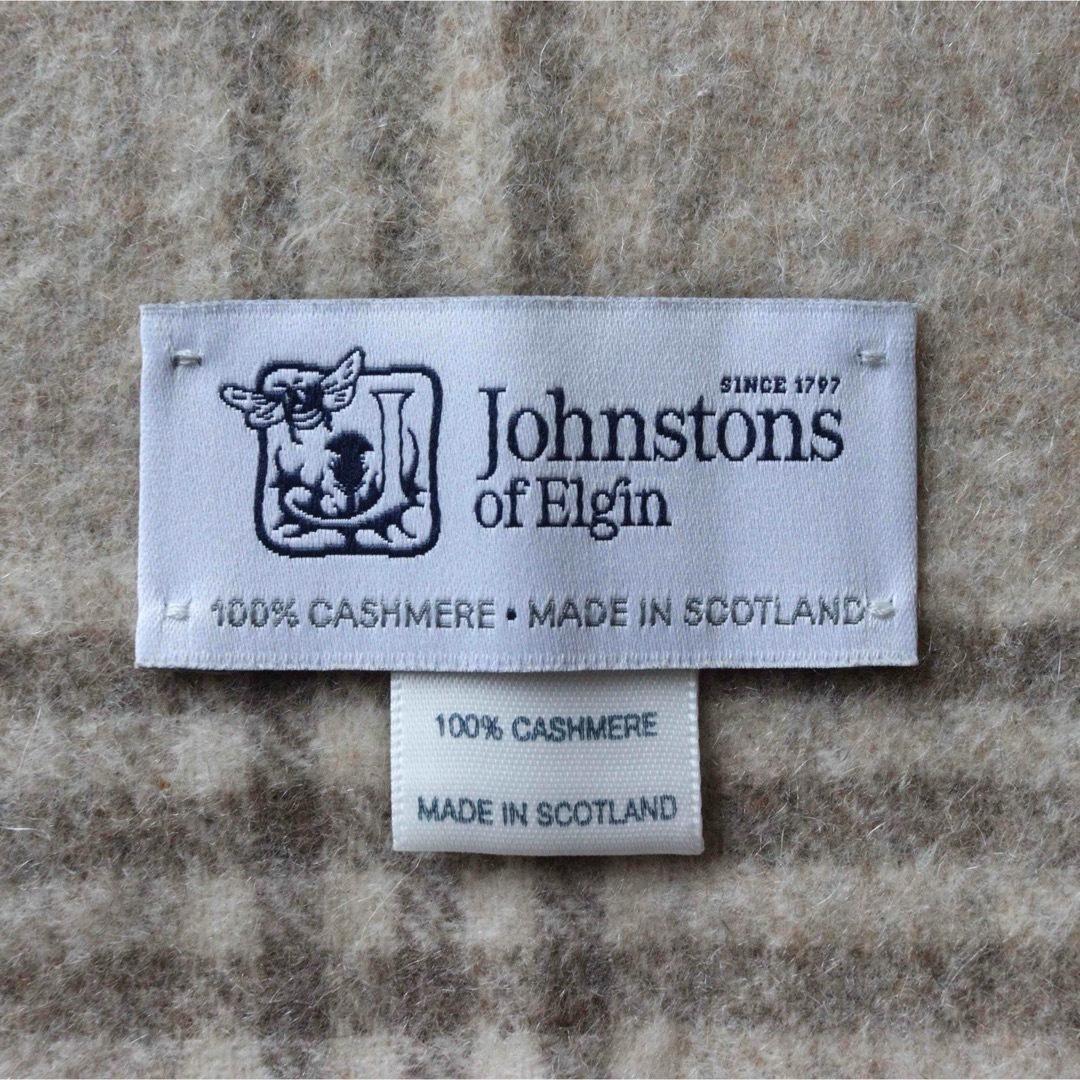 SINCE 1797
Johnstons
of Elgin
100% CASHMERE • MADE IN SCOTLAND
100% CASHMERE
MADE IN SCOTLAND